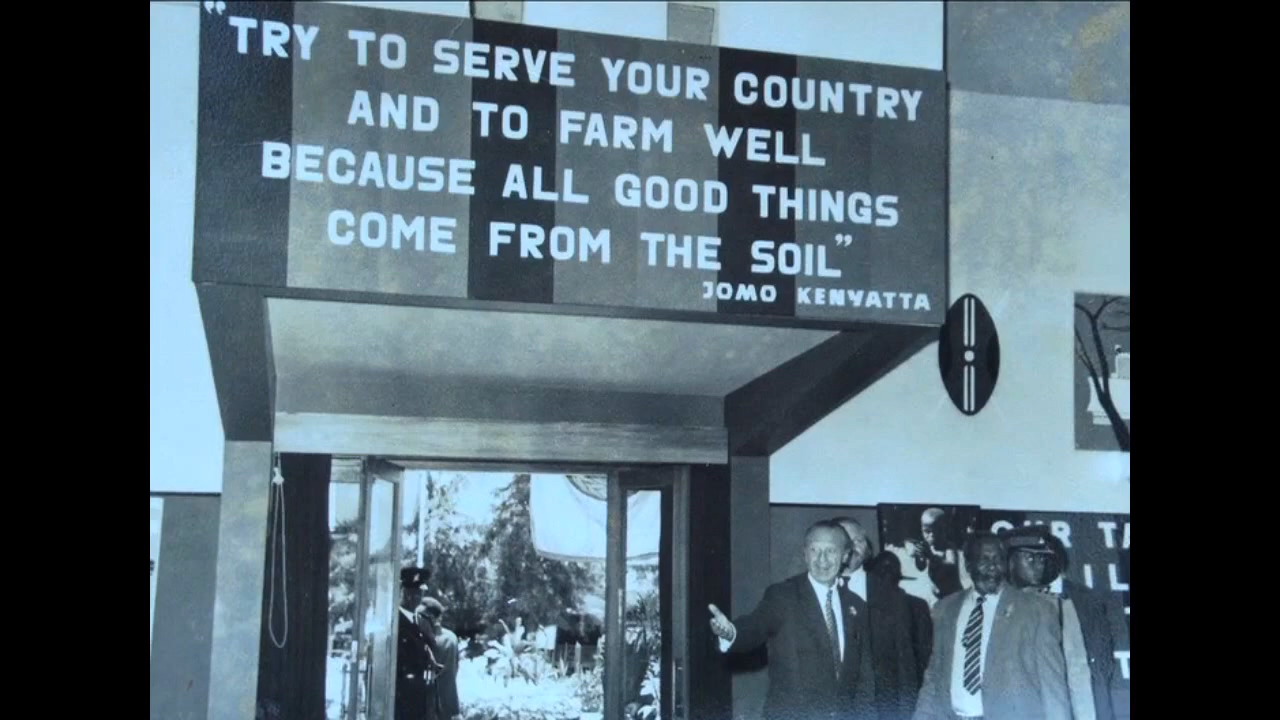 "TRY TO SERVE YOUR COUNTRY
AND TO FARM WELL
BECAUSE ALL GOOD THINGS
COME FROM THE SOIL"
JOMO KENYATTA
OUR